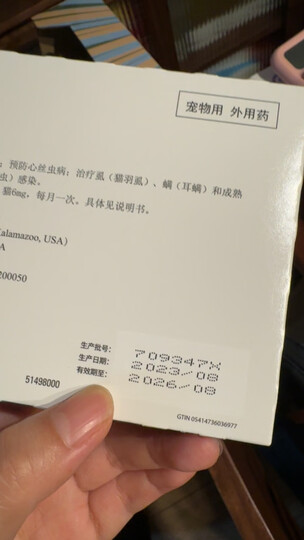 宠物用 外用药
；预防心丝虫病；治疗虱（猫羽虱）、螨（耳螨）和成熟
虫）感染。
猫6mg，每月一次。具体见说明书。
alamazoo, USA)
A
200050
生产批号： 709347X
生产日期： 2023/08
有效期至： 2026/08
51498000
GTIN 05414736036977